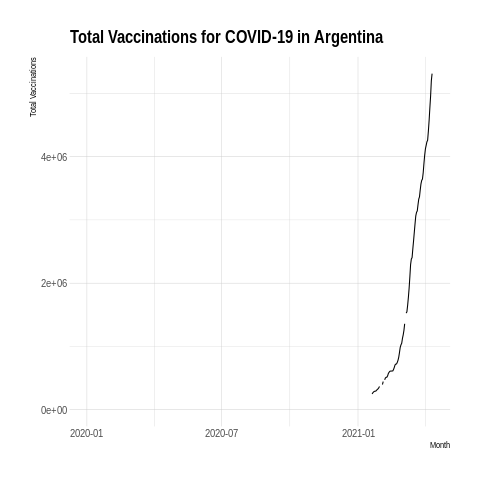 Total Vaccinations for COVID-19 in Argentina
Total Vaccinations
4e+06
2e+06
0e+00
2020-01
2020-07
2021-01
Month